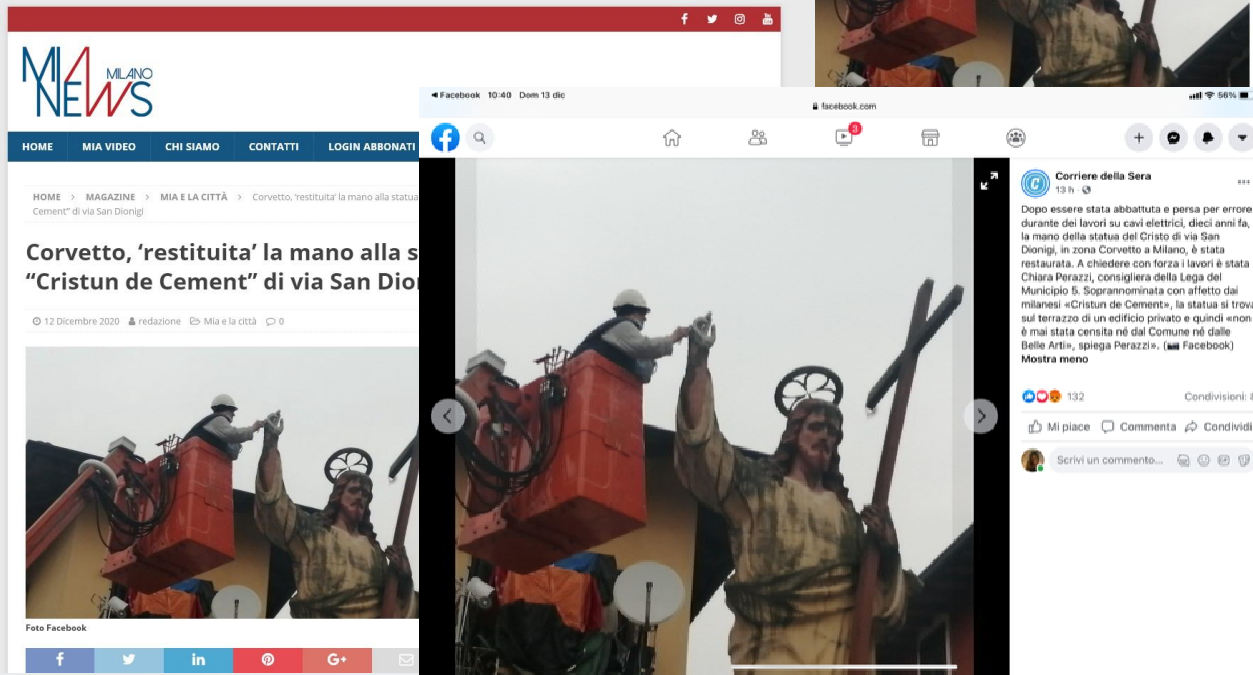 MIA
MILANO
NEWS
HOME MIA VIDEO CHI SIAMO CONTATTI LOGIN ABBONATI
HOME > MAGAZINE > MIA E LA CITTÀ > Corvetto, ‘restituita’ la mano alla statua
Cement” di via San Dionigi
Corvetto, ‘restituita’ la mano alla s
“Cristun de Cement” di via San Dio
12 Dicembre 2020 redazione Mia e la città 0
Foto Facebook
Facebook 10:40 Dom 13 dic
facebook.com
56%
3
Corriere della Sera
13 h
Dopo essere stata abbattuta e persa per errore
durante dei lavori su cavi elettrici, dieci anni fa,
la mano della statua del Cristo di via San
Dionigi, in zona Corvetto a Milano, è stata
restaurata. A chiedere con forza i lavori è stata
Chiara Perazzi, consigliera della Lega del
Municipio 5. Soprannominata con affetto dai
milanesi «Cristun de Cement», la statua si trova
sul terrazzo di un edificio privato e quindi «non
è mai stata censita né dal Comune né dalle
Belle Arti», spiega Perazzi». (📷 Facebook)
Mostra meno
132 Condivisioni:
Mi piace Commenta Condividi
Scrivi un commento...